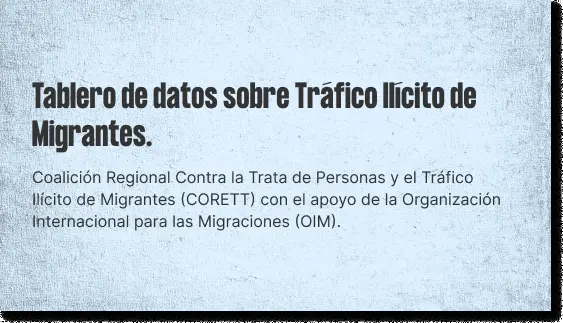 Tablero de datos sobre Tráfico Ilícito de
Migrantes.
Coalición Regional Contra la Trata de Personas y el Tráfico
Ilícito de Migrantes (CORETT) con el apoyo de la Organización
Internacional para las Migraciones (OIM).